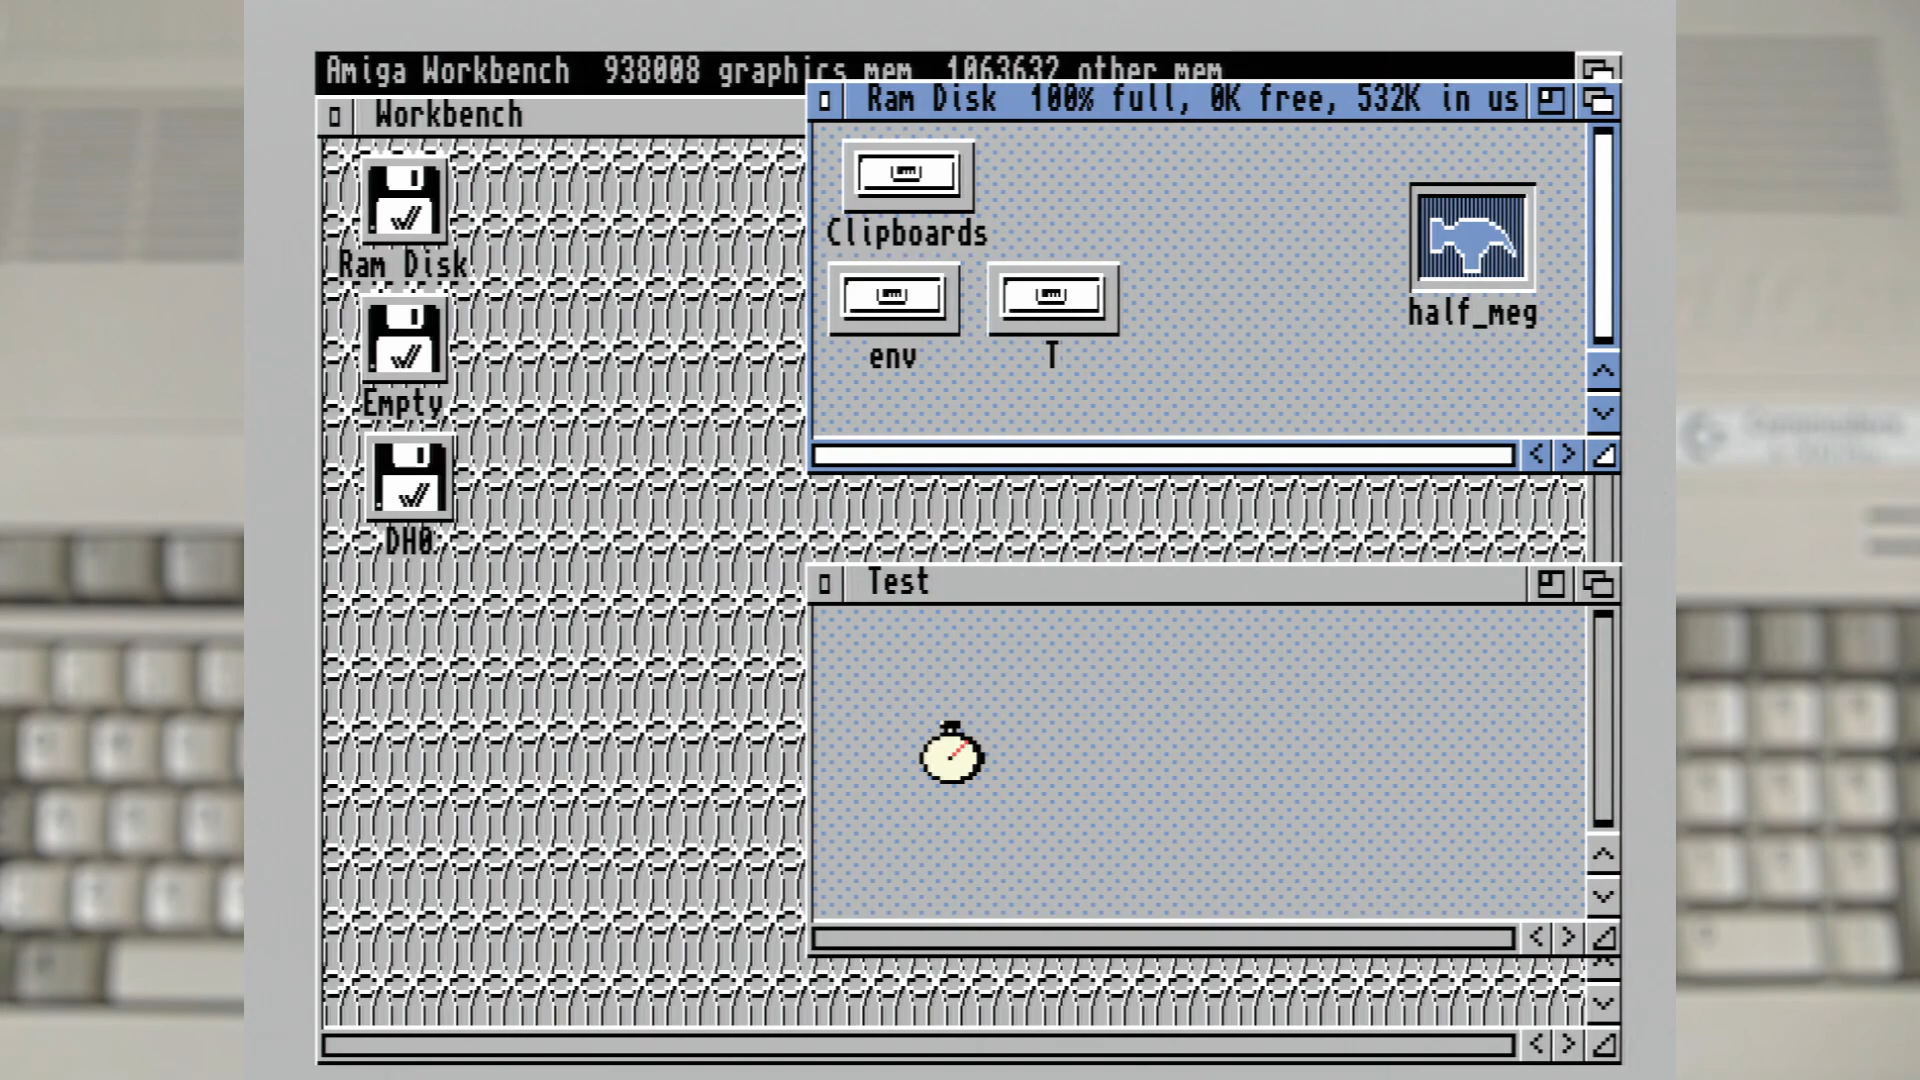 Amiga Workbench  938008 graphics mem  1063632 other mem
Workbench
Ram Disk  100% full, 0K free, 532K in us
Ram Disk
Empty
DH0
Clipboards
env
T
half_meg
Test